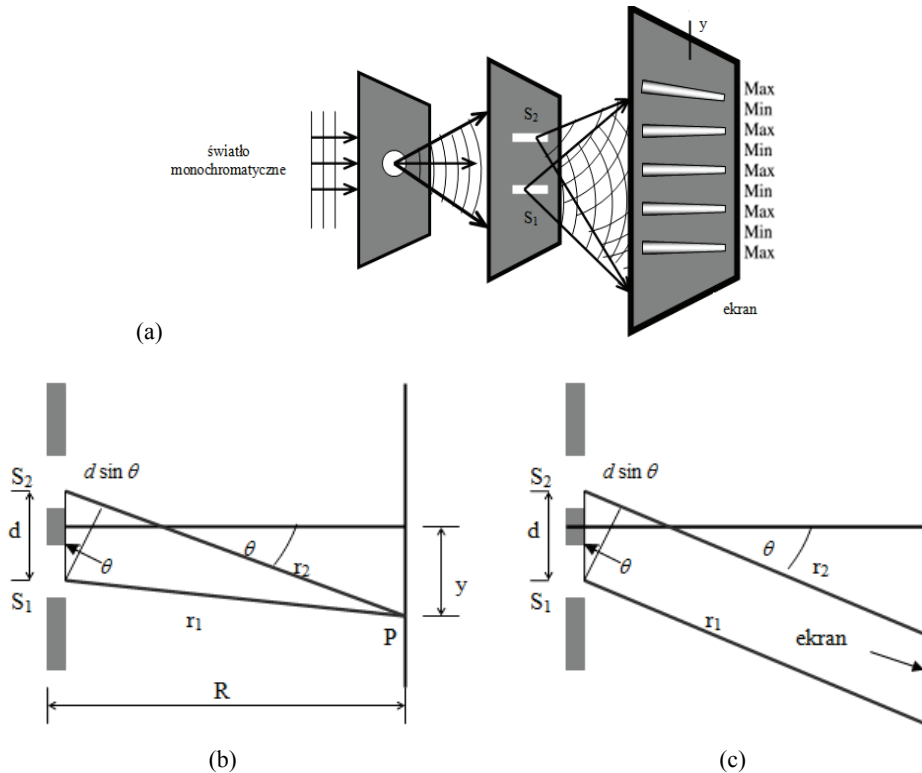 y
Max
Min
Max
Min
Max
Min
Max
Min
Max
S₂
S₁
światło
monochromatyczne
ekran
(a)
S₂
d sin θ
d
θ
θ
r₂
y
S₁
r₁
P
R
(b)
S₂
d sin θ
d
θ
θ
r₂
S₁
r₁
ekran
(c)